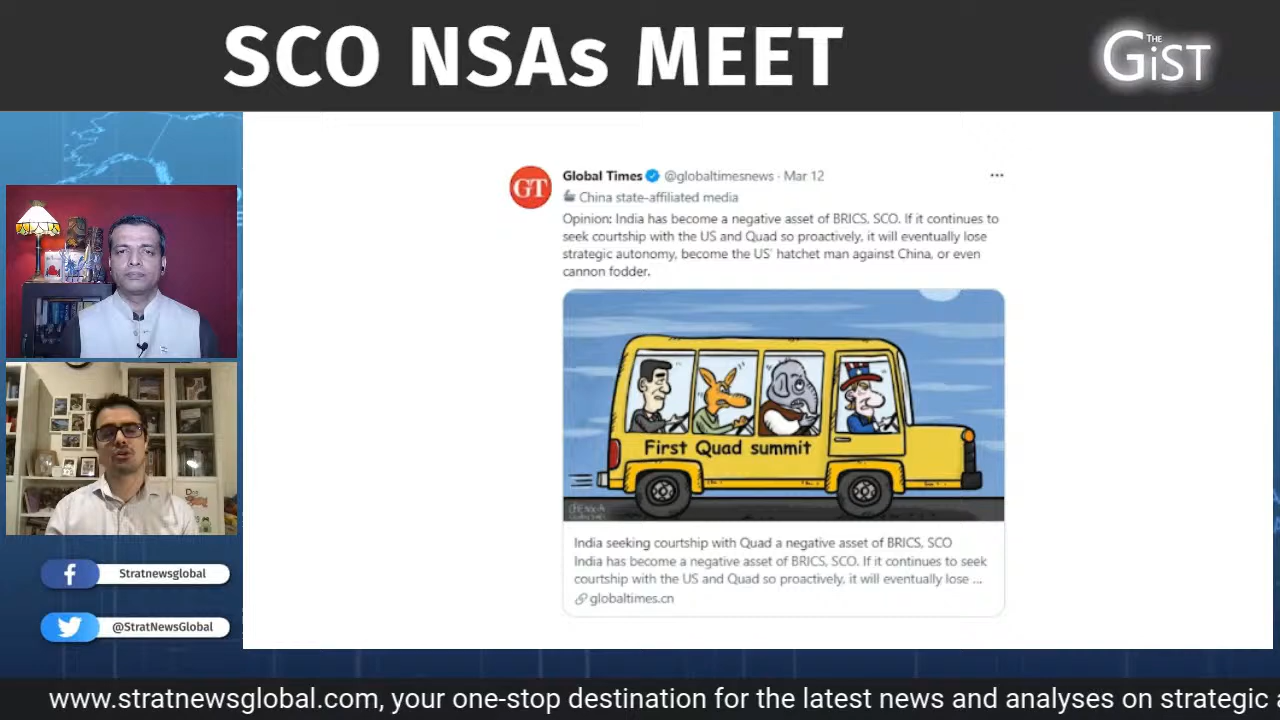 SCO NSAs MEET
THE
GiST
GT
Global Times @globaltimesnews · Mar 12
China state-affiliated media
Opinion: India has become a negative asset of BRICS, SCO. If it continues to
seek courtship with the US and Quad so proactively, it will eventually lose
strategic autonomy, become the US' hatchet man against China, or even
cannon fodder.
First Quad summit
India seeking courtship with Quad a negative asset of BRICS, SCO
India has become a negative asset of BRICS, SCO. If it continues to seek
courtship with the US and Quad so proactively, it will eventually lose ...
globaltimes.cn
Stratnewsglobal
@StratNewsGlobal
www.stratnewsglobal.com, your one-stop destination for the latest news and analyses on strategic